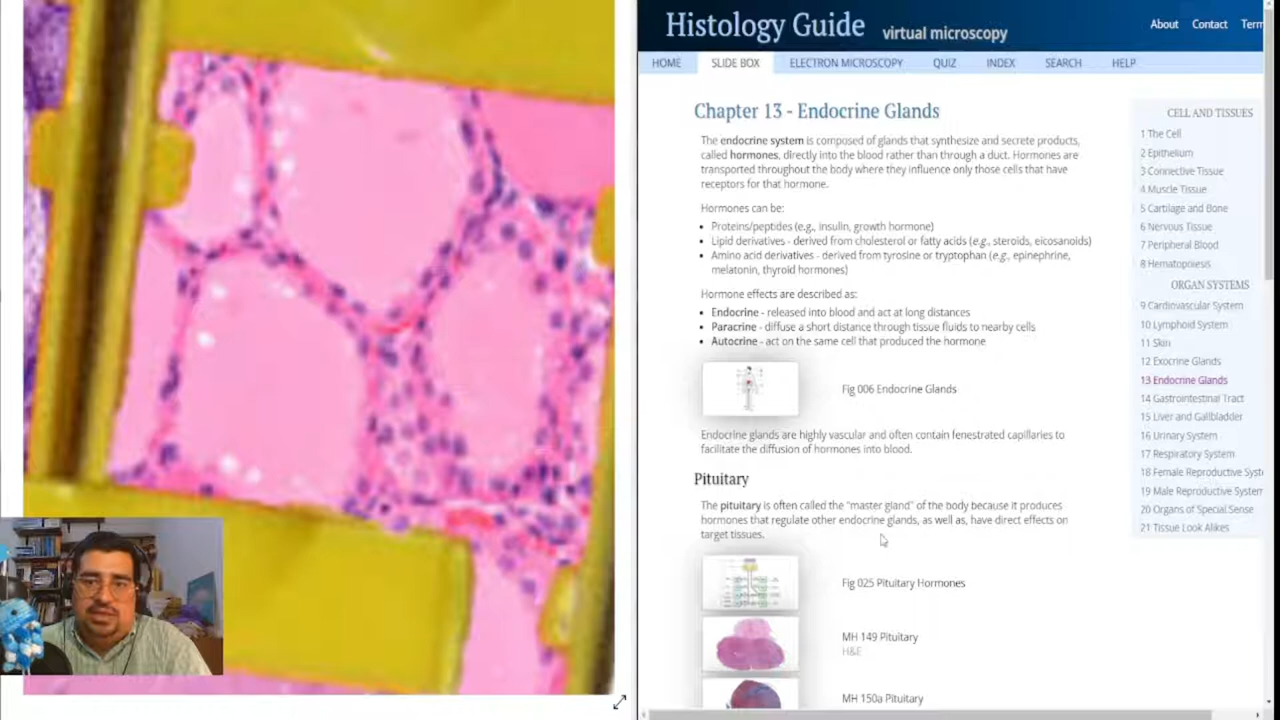 Histology Guide virtual microscopy
About Contact Term
HOME SLIDE BOX ELECTRON MICROSCOPY QUIZ INDEX SEARCH HELP
Chapter 13 - Endocrine Glands
The endocrine system is composed of glands that synthesize and secrete products,
called hormones, directly into the blood rather than through a duct. Hormones are
transported throughout the body where they influence only those cells that have
receptors for that hormone.
Hormones can be:
• Proteins/peptides (e.g., insulin, growth hormone)
• Lipid derivatives - derived from cholesterol or fatty acids (e.g., steroids, eicosanoids)
• Amino acid derivatives - derived from tyrosine or tryptophan (e.g., epinephrine,
melatonin, thyroid hormones)
Hormone effects are described as:
• Endocrine - released into blood and act at long distances
• Paracrine - diffuse a short distance through tissue fluids to nearby cells
• Autocrine - act on the same cell that produced the hormone
Fig 006 Endocrine Glands
Endocrine glands are highly vascular and often contain fenestrated capillaries to
facilitate the diffusion of hormones into blood.
Pituitary
The pituitary is often called the "master gland" of the body because it produces
hormones that regulate other endocrine glands, as well as, have direct effects on
target tissues.
Fig 025 Pituitary Hormones
MH 149 Pituitary
H&E
MH 150a Pituitary
CELL AND TISSUES
1 The Cell
2 Epithelium
3 Connective Tissue
4 Muscle Tissue
5 Cartilage and Bone
6 Nervous Tissue
7 Peripheral Blood
8 Hematopoiesis
ORGAN SYSTEMS
9 Cardiovascular System
10 Lymphoid System
11 Skin
12 Exocrine Glands
13 Endocrine Glands
14 Gastrointestinal Tract
15 Liver and Gallbladder
16 Urinary System
17 Respiratory System
18 Female Reproductive Syst
19 Male Reproductive System
20 Organs of Special Sense
21 Tissue Look Alikes